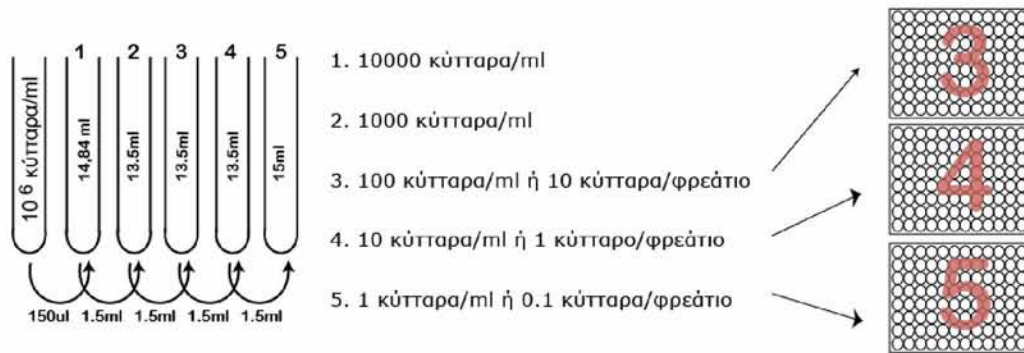 1 2 3 4 5
10⁶ κύτταρα/ml
14,84 ml
13.5ml
13.5ml
13.5ml
15ml
150ul 1.5ml 1.5ml 1.5ml 1.5ml
1. 10000 κύτταρα/ml
2. 1000 κύτταρα/ml
3. 100 κύτταρα/ml ή 10 κύτταρα/φρεάτιο
4. 10 κύτταρα/ml ή 1 κύτταρο/φρεάτιο
5. 1 κύτταρα/ml ή 0.1 κύτταρα/φρεάτιο
3
4
5